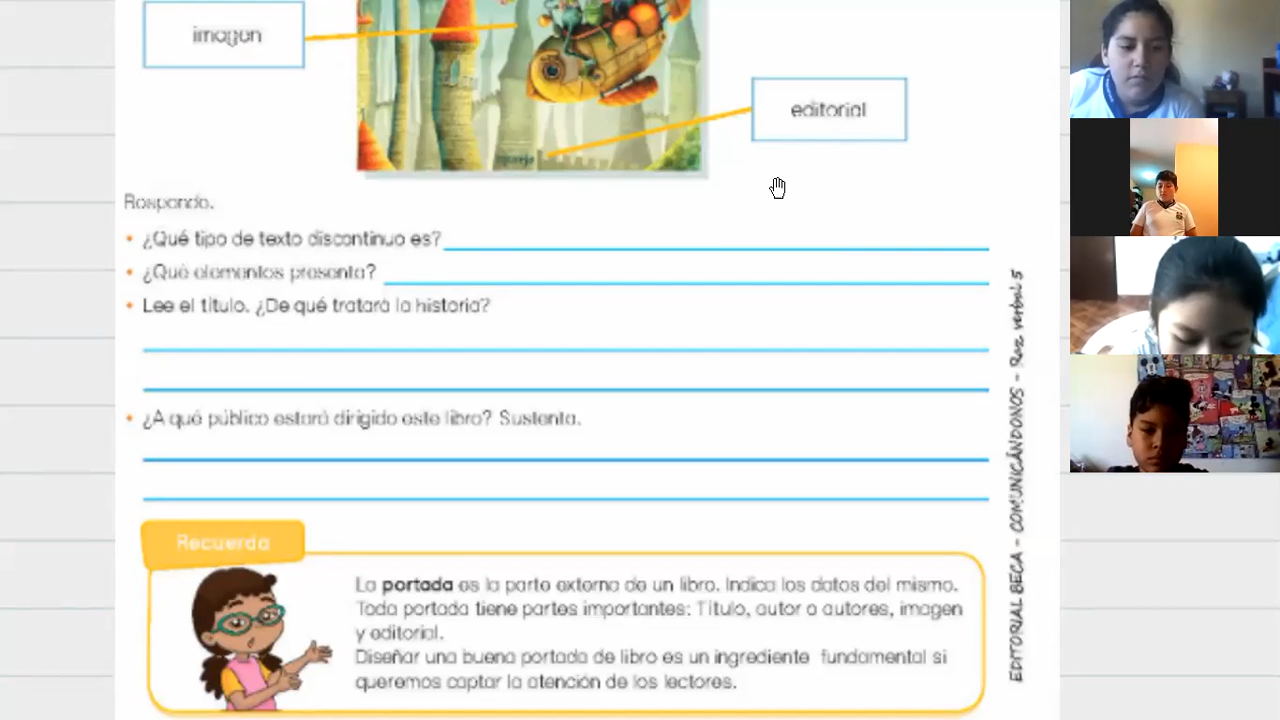 imagen
editorial
Respondo.
• ¿Qué tipo de texto discontinuo es?
• ¿Qué elementos presenta?
• Lee el título. ¿De qué tratará la historia?
• ¿A qué público estará dirigido este libro? Sustenta.
Recuerda
La portada es la parte externa de un libro. Indica los datos del mismo.
Toda portada tiene partes importantes: Título, autor o autores, imagen
y editorial.
Diseñar una buena portada de libro es un ingrediente fundamental si
queremos captar la atención de los lectores.
EDITORIAL BECA - COMUNICÁNDONOS - Raz verbal 5